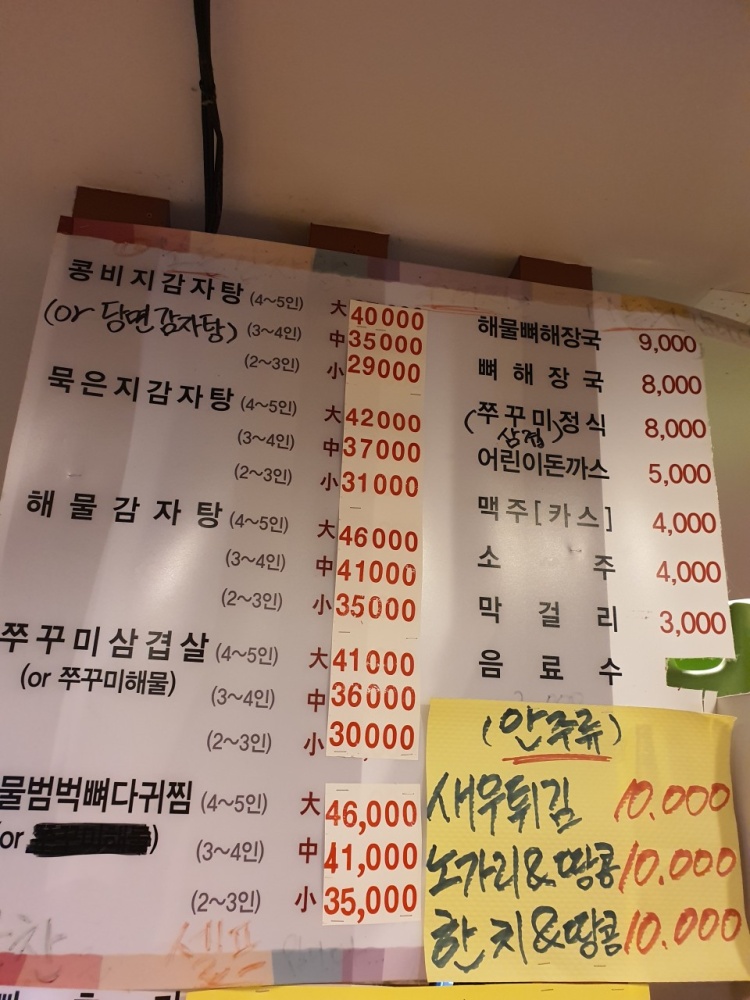 콩비지감자탕 (4~5인) 大 40000
(or 당면감자탕) (3~4인) 中 35000
(2~3인) 小 29000
묵은지감자탕 (4~5인) 大 42000
(3~4인) 中 37000
(2~3인) 小 31000
해물감자탕 (4~5인) 大 46000
(3~4인) 中 41000
(2~3인) 小 35000
쭈꾸미삼겹살 (4~5인) 大 41000
(or 쭈꾸미해물) (3~4인) 中 36000
(2~3인) 小 30000
물범벅뼈다귀찜 (4~5인) 大 46,000
or ) (3~4인) 中 41,000
(2~3인) 小 35,000
셀프
해물뼈해장국 9,000
뼈해장국 8,000
(쭈꾸미)정식 8,000
삼겹
어린이돈까스 5,000
맥주[카스] 4,000
소주 4,000
막걸리 3,000
음료수
(안주류)
새우튀김 10.000
노가리&땅콩 10.000
한치&땅콩 10.000